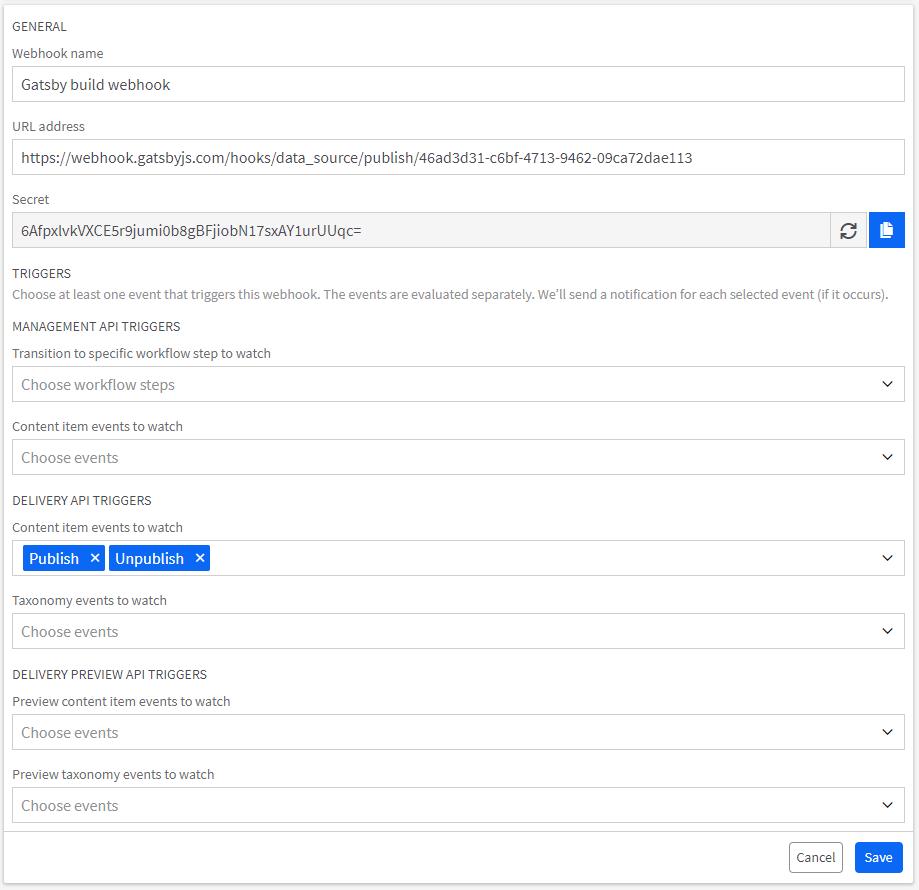 GENERAL
Webhook name
Gatsby build webhook
URL address
https://webhook.gatsbyjs.com/hooks/data_source/publish/46ad3d31-c6bf-4713-9462-09ca72dae113
Secret
6AfpxlvkVXCE5r9jumi0b8gBFjiobN17sxAY1urUUqc=
TRIGGERS
Choose at least one event that triggers this webhook. The events are evaluated separately. We’ll send a notification for each selected event (if it occurs).
MANAGEMENT API TRIGGERS
Transition to specific workflow step to watch
Choose workflow steps
Content item events to watch
Choose events
DELIVERY API TRIGGERS
Content item events to watch
Publish × Unpublish ×
Taxonomy events to watch
Choose events
DELIVERY PREVIEW API TRIGGERS
Preview content item events to watch
Choose events
Preview taxonomy events to watch
Choose events
Cancel Save